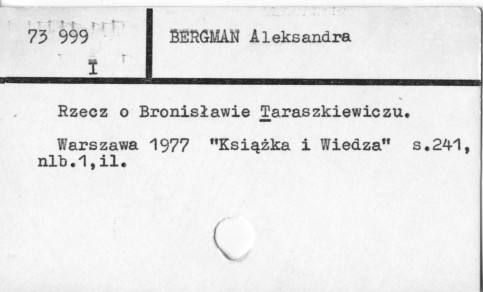 73 999
I
BERGMAN Aleksandra
Rzecz o Bronisławie Taraszkiewiczu.
Warszawa 1977 "Książka i Wiedza" s.241,
nlb.1,il.